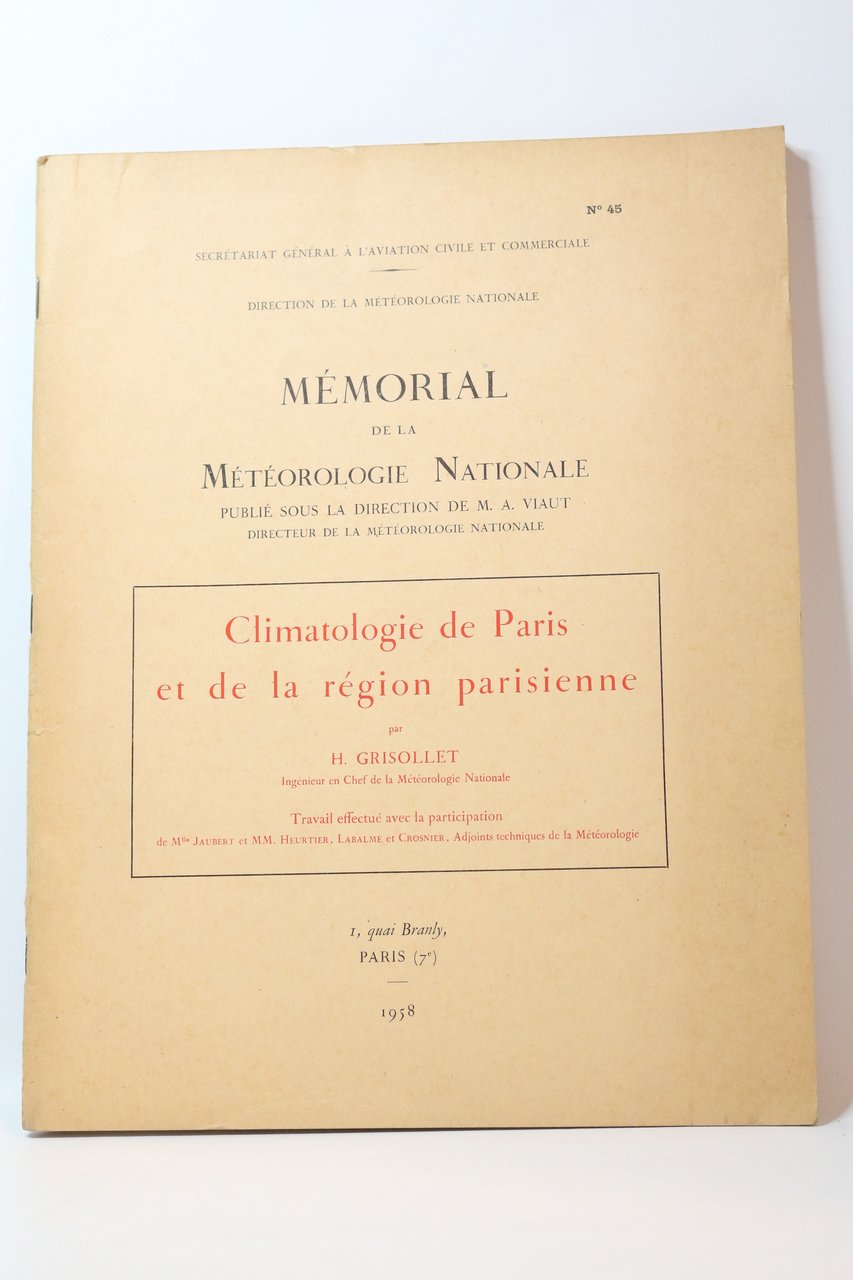 N° 45
SECRÉTARIAT GÉNÉRAL À L'AVIATION CIVILE ET COMMERCIALE
DIRECTION DE LA MÉTÉOROLOGIE NATIONALE
MÉMORIAL
DE LA
MÉTÉOROLOGIE NATIONALE
PUBLIÉ SOUS LA DIRECTION DE M. A. VIAUT
DIRECTEUR DE LA MÉTÉOROLOGIE NATIONALE
Climatologie de Paris
et de la région parisienne
par
H. GRISOLLET
Ingénieur en Chef de la Météorologie Nationale
Travail effectué avec la participation
de Mlle JAUBERT et MM. HEURTIER, LABALME et CROSNIER, Adjoints techniques de la Météorologie
1, quai Branly,
PARIS (7e)
1958